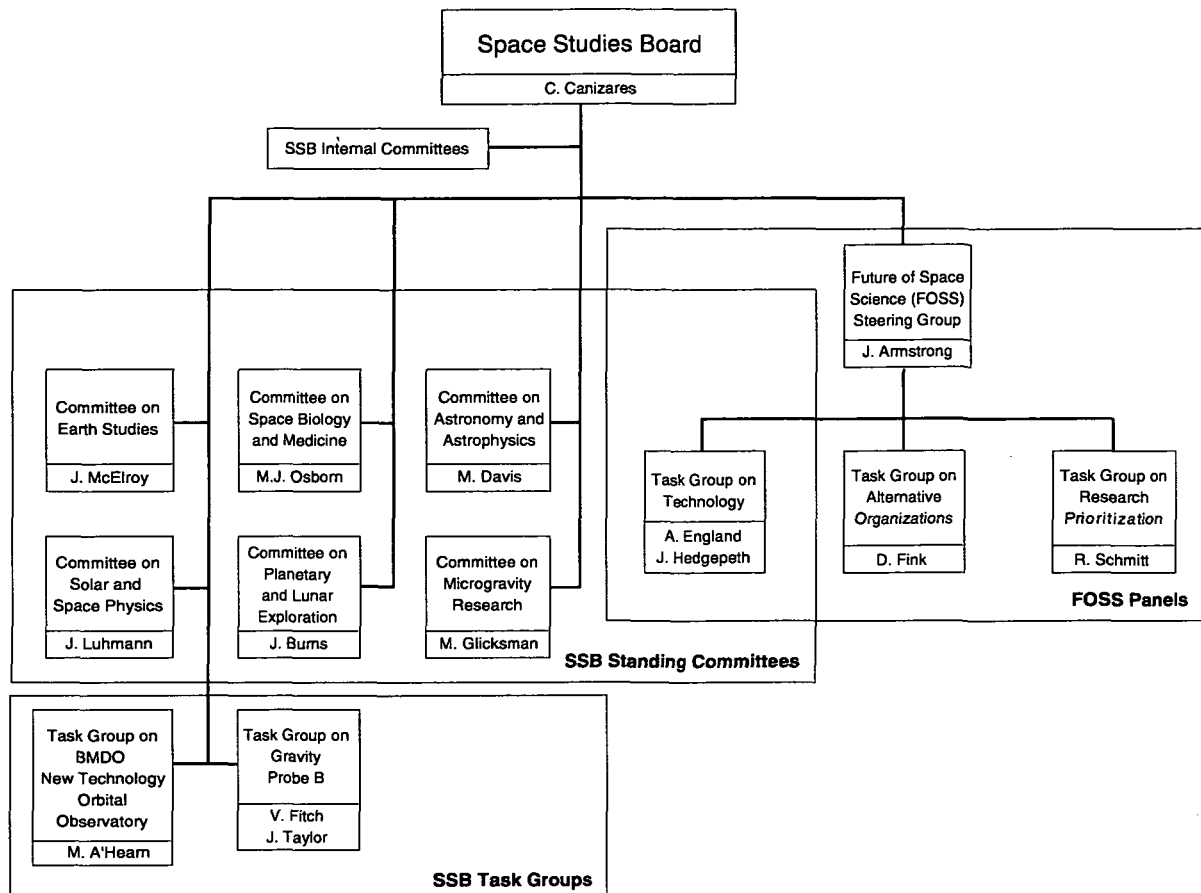 Space Studies Board
C. Canizares
SSB Internal Committees
Future of Space
Science (FOSS)
Steering Group
J. Armstrong
Committee on
Earth Studies
J. McElroy
Committee on
Space Biology
and Medicine
M.J. Osborn
Committee on
Astronomy and
Astrophysics
M. Davis
Task Group on
Technology
A. England
J. Hedgepeth
Task Group on
Alternative
Organizations
D. Fink
Task Group on
Research
Prioritization
R. Schmitt
FOSS Panels
Committee on
Solar and
Space Physics
J. Luhmann
Committee on
Planetary
and Lunar
Exploration
J. Burns
Committee on
Microgravity
Research
M. Glicksman
SSB Standing Committees
Task Group on
BMDO
New Technology
Orbital
Observatory
M. A'Hearn
Task Group on
Gravity
Probe B
V. Fitch
J. Taylor
SSB Task Groups